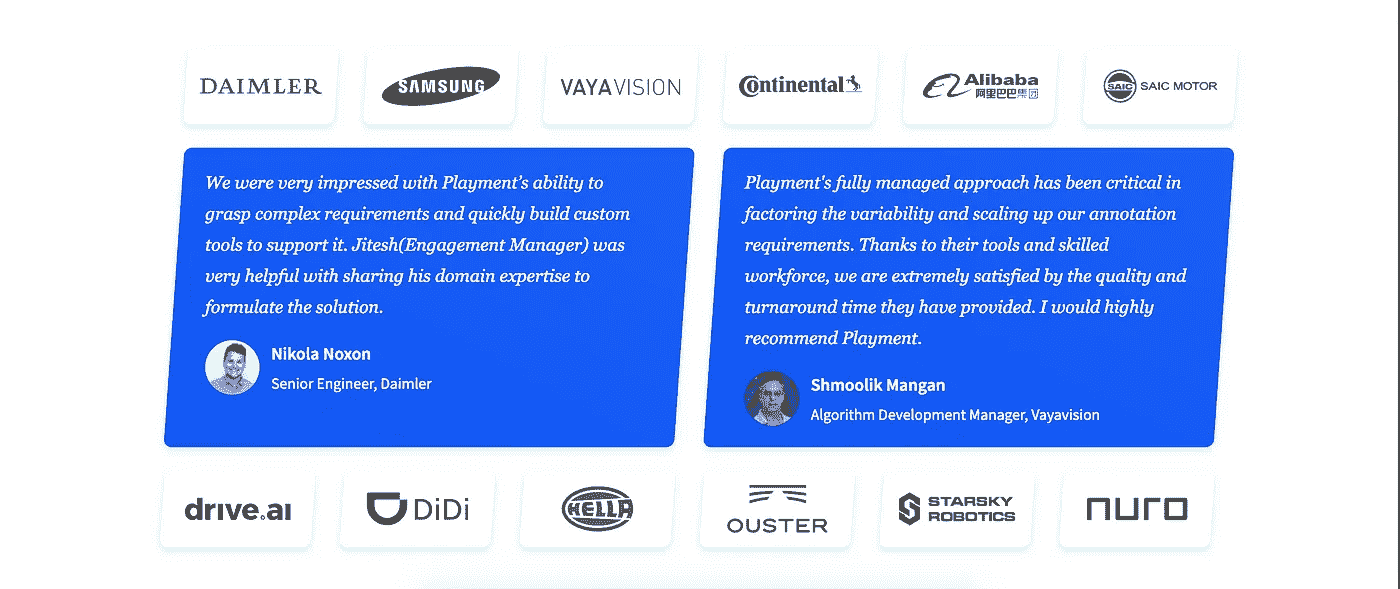 DAIMLER
SAMSUNG
VAYAVISION
Continental
Alibaba
阿里巴巴集团
SAIC
SAIC MOTOR
We were very impressed with Playment’s ability to
grasp complex requirements and quickly build custom
tools to support it. Jitesh(Engagement Manager) was
very helpful with sharing his domain expertise to
formulate the solution.
Nikola Noxon
Senior Engineer, Daimler
Playment's fully managed approach has been critical in
factoring the variability and scaling up our annotation
requirements. Thanks to their tools and skilled
workforce, we are extremely satisfied by the quality and
turnaround time they have provided. I would highly
recommend Playment.
Shmoolik Mangan
Algorithm Development Manager, Vayavision
drive.ai
DiDi
HELLA
OUSTER
STARSKY
ROBOTICS
nuro